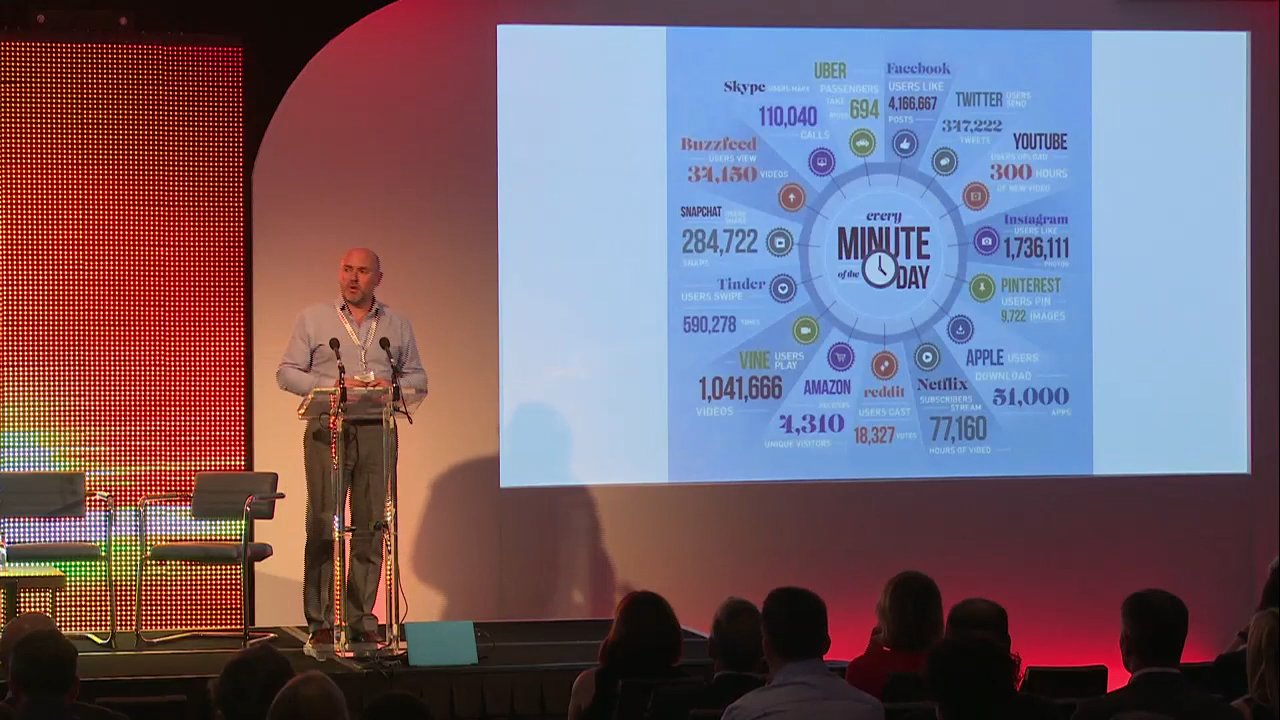 every
MINUTE
of the DAY
Facebook
USERS LIKE
4,166,667
POSTS
TWITTER USERS
SEND
347,222
TWEETS
YOUTUBE
USERS UPLOAD
300 HOURS
OF NEW VIDEO
Instagram
USERS LIKE
1,736,111
PHOTOS
PINTEREST
USERS PIN
9,722 IMAGES
APPLE USERS
DOWNLOAD
51,000
APPS
Netflix
SUBSCRIBERS
STREAM
77,160
HOURS OF VIDEO
reddit
USERS CAST
18,327 VOTES
AMAZON
4,310
UNIQUE VISITORS
VINE USERS
PLAY
1,041,666
VIDEOS
Tinder
USERS SWIPE
590,278 TIMES
SNAPCHAT
284,722
SNAPS
Buzzfeed
USERS VIEW
34,150 VIDEOS
Skype USERS MAKE
110,040
CALLS
UBER
PASSENGERS
TAKE 694
RIDES